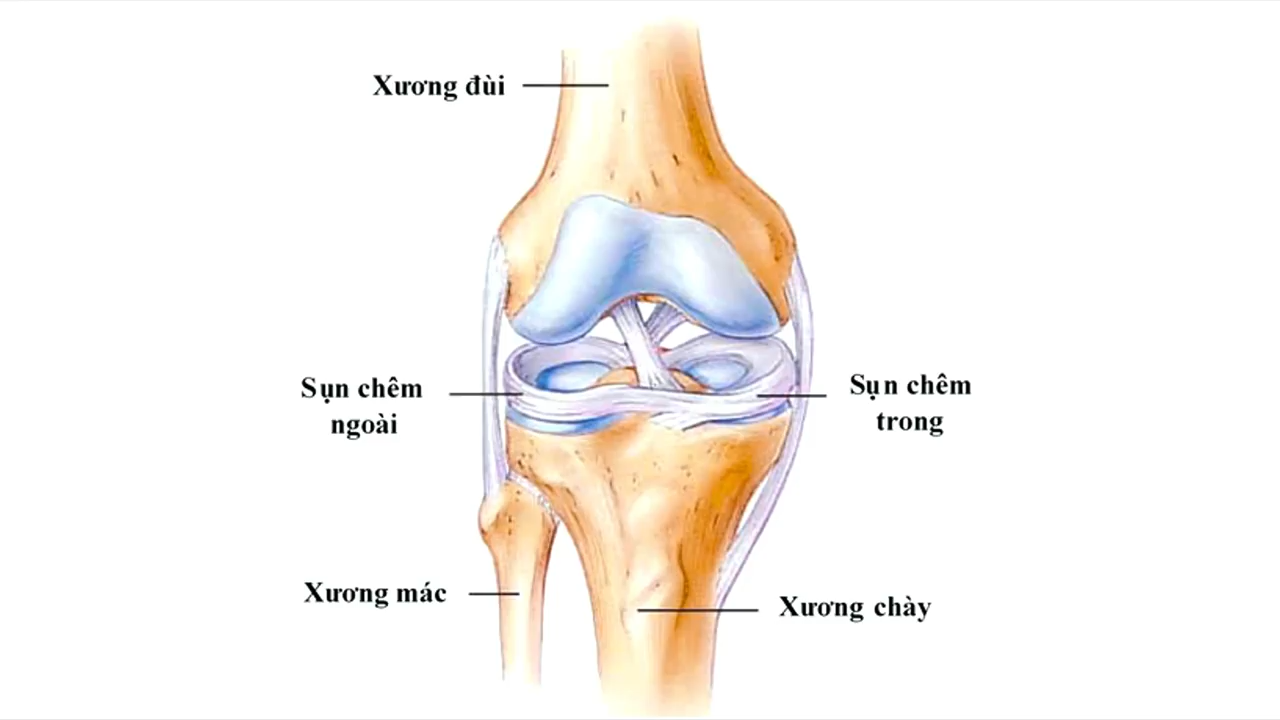 Xương đùi
Sụn chêm
ngoài
Sụn chêm
trong
Xương mác
Xương chày